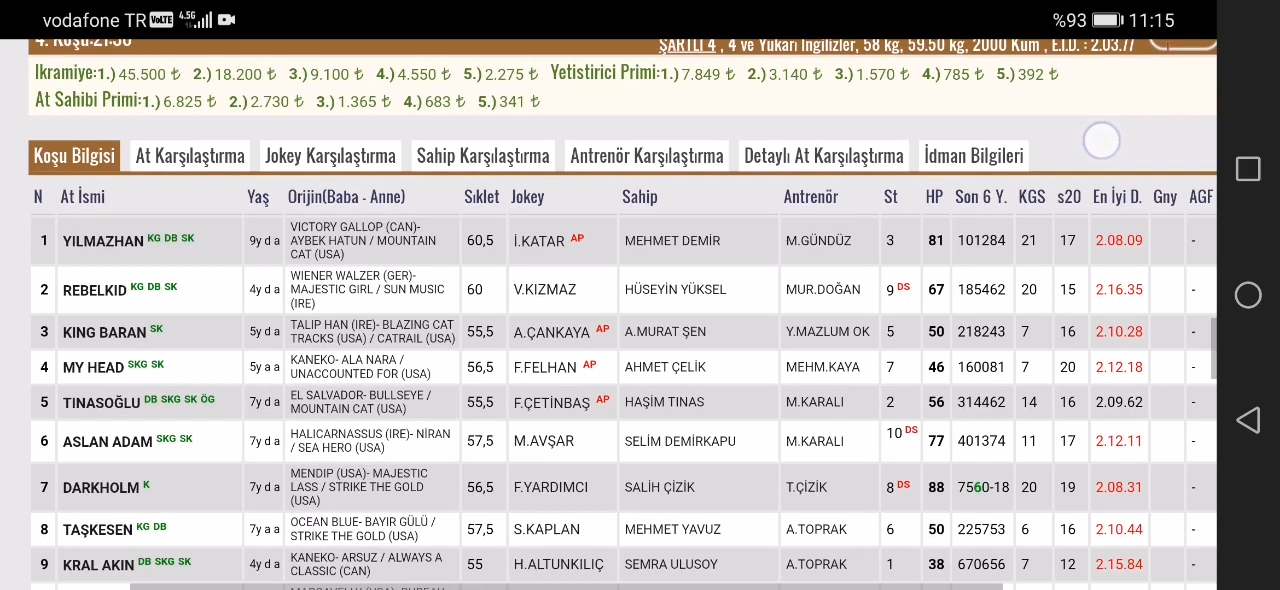 vodafone TR VoLTE 4.5G %93 11:15
4. Koşu:21:30 ŞARTLI 4 , 4 ve Yukarı İngilizler, 58 kg, 59.50 kg, 2000 Kum , E.İ.D. : 2.03.77
Ikramiye:1.) 45.500 ₺ 2.) 18.200 ₺ 3.) 9.100 ₺ 4.) 4.550 ₺ 5.) 2.275 ₺ Yetistirici Primi:1.) 7.849 ₺ 2.) 3.140 ₺ 3.) 1.570 ₺ 4.) 785 ₺ 5.) 392 ₺
At Sahibi Primi:1.) 6.825 ₺ 2.) 2.730 ₺ 3.) 1.365 ₺ 4.) 683 ₺ 5.) 341 ₺
Koşu Bilgisi At Karşılaştırma Jokey Karşılaştırma Sahip Karşılaştırma Antrenör Karşılaştırma Detaylı At Karşılaştırma İdman Bilgileri
N At İsmi Yaş Orijin(Baba - Anne) Sıklet Jokey Sahip Antrenör St HP Son 6 Y. KGS s20 En İyi D. Gny AGF
1 YILMAZHAN KG DB SK 9y d a VICTORY GALLOP (CAN)- AYBEK HATUN / MOUNTAIN CAT (USA) 60,5 İ.KATAR AP MEHMET DEMİR M.GÜNDÜZ 3 81 101284 21 17 2.08.09 -
2 REBELKID KG DB SK 4y d a WIENER WALZER (GER)- MAJESTIC GIRL / SUN MUSIC (IRE) 60 V.KIZMAZ HÜSEYİN YÜKSEL MUR.DOĞAN 9 DS 67 185462 20 15 2.16.35 -
3 KING BARAN SK 5y d a TALIP HAN (IRE)- BLAZING CAT TRACKS (USA) / CATRAIL (USA) 55,5 A.ÇANKAYA AP A.MURAT ŞEN Y.MAZLUM OK 5 50 218243 7 16 2.10.28 -
4 MY HEAD SKG SK 5y a a KANEKO- ALA NARA / UNACCOUNTED FOR (USA) 56,5 F.FELHAN AP AHMET ÇELİK MEHM.KAYA 7 46 160081 7 20 2.12.18 -
5 TINASOĞLU DB SKG SK ÖG 7y d a EL SALVADOR- BULLSEYE / MOUNTAIN CAT (USA) 55,5 F.ÇETİNBAŞ AP HAŞİM TINAS M.KARALI 2 56 314462 14 16 2.09.62 -
6 ASLAN ADAM SKG SK 7y d a HALICARNASSUS (IRE)- NİRAN / SEA HERO (USA) 57,5 M.AVŞAR SELİM DEMİRKAPU M.KARALI 10 DS 77 401374 11 17 2.12.11 -
7 DARKHOLM K 7y d a MENDIP (USA)- MAJESTIC LASS / STRIKE THE GOLD (USA) 56,5 F.YARDIMCI SALİH ÇİZİK T.ÇİZİK 8 DS 88 7560-18 20 19 2.08.31 -
8 TAŞKESEN KG DB 7y a a OCEAN BLUE- BAYIR GÜLÜ / STRIKE THE GOLD (USA) 57,5 S.KAPLAN MEHMET YAVUZ A.TOPRAK 6 50 225753 6 16 2.10.44 -
9 KRAL AKIN DB SKG SK 4y d a KANEKO- ARSUZ / ALWAYS A CLASSIC (CAN) 55 H.ALTUNKILIÇ SEMRA ULUSOY A.TOPRAK 1 38 670656 7 12 2.15.84 -